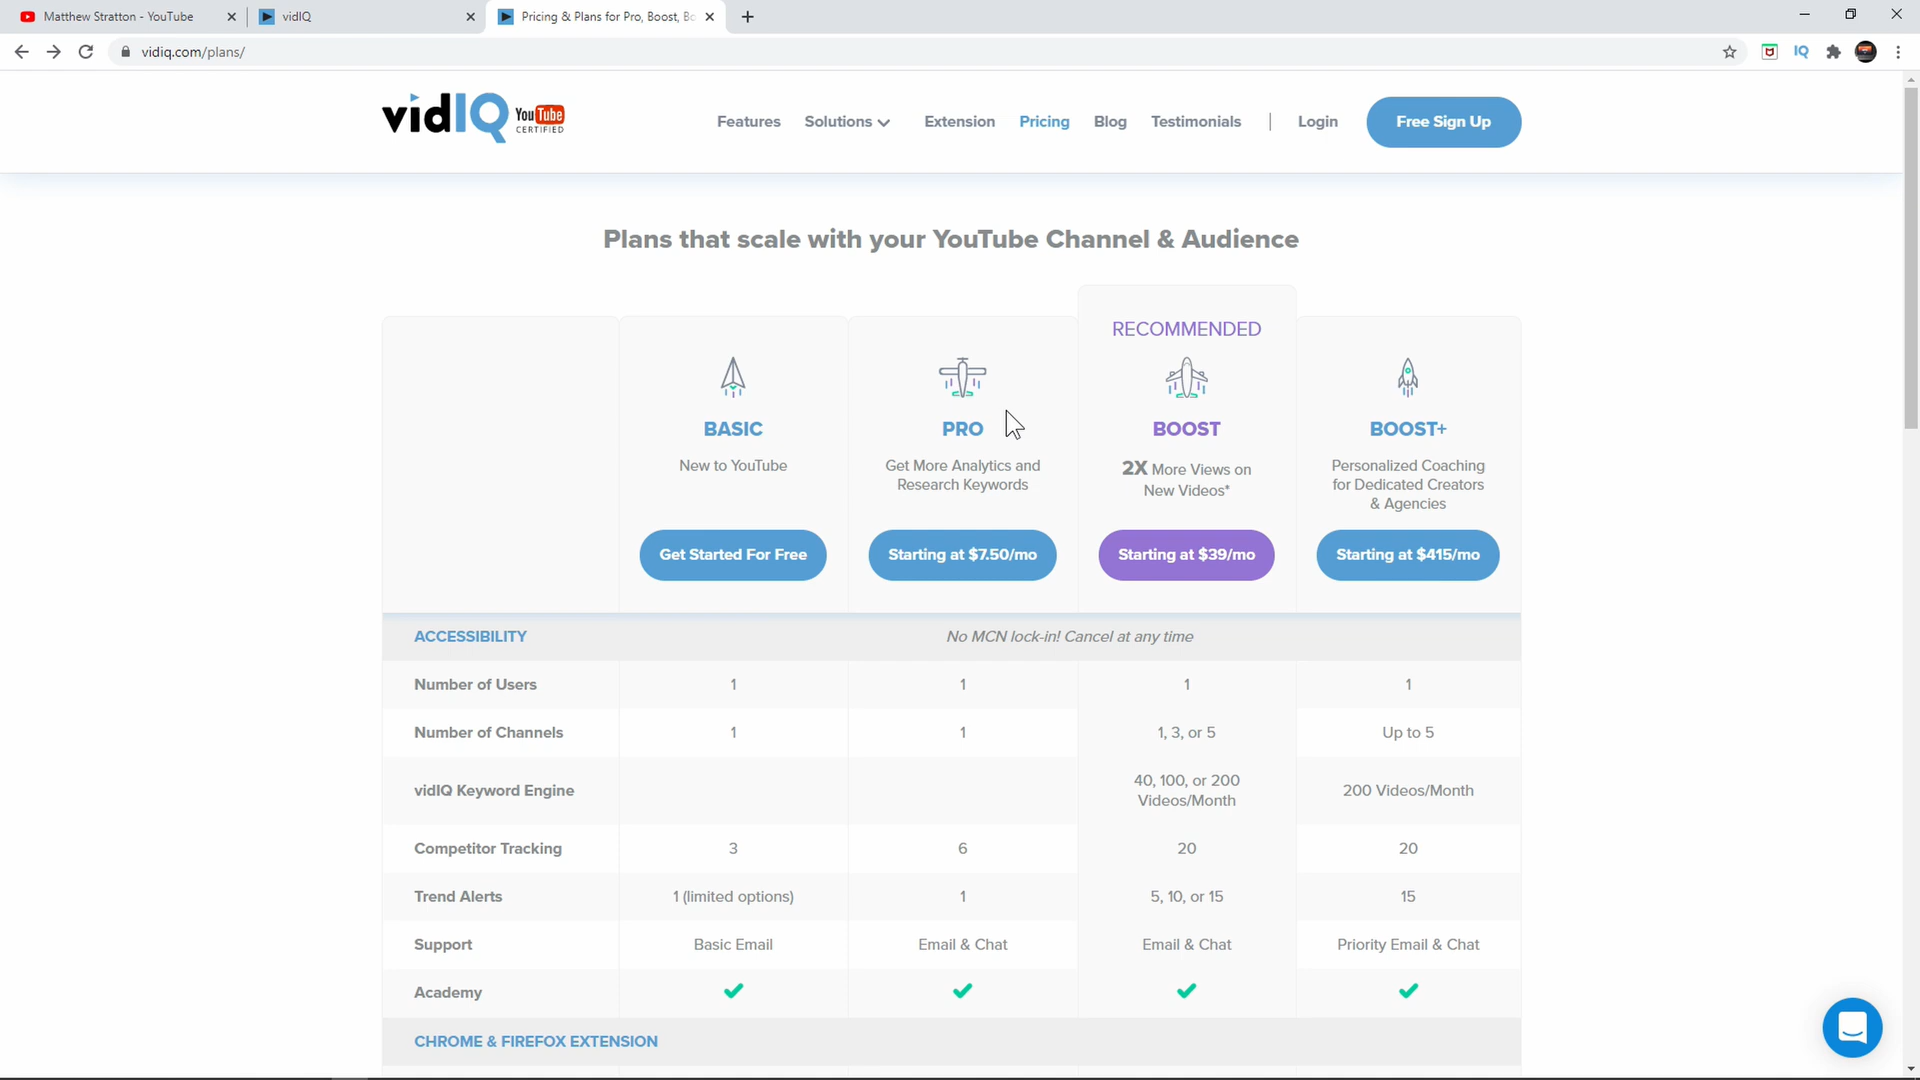 Matthew Stratton - YouTube
vidIQ
Pricing & Plans for Pro, Boost, Bo
vidiq.com/plans/
IQ
vidIQ YouTube CERTIFIED
Features
Solutions
Extension
Pricing
Blog
Testimonials
|
Login
Free Sign Up
Plans that scale with your YouTube Channel & Audience
RECOMMENDED
BASIC
New to YouTube
Get Started For Free
PRO
Get More Analytics and
Research Keywords
Starting at $7.50/mo
BOOST
2X More Views on
New Videos*
Starting at $39/mo
BOOST+
Personalized Coaching
for Dedicated Creators
& Agencies
Starting at $415/mo
ACCESSIBILITY
No MCN lock-in! Cancel at any time
Number of Users 1 1 1 1
Number of Channels 1 1 1, 3, or 5 Up to 5
vidIQ Keyword Engine 40, 100, or 200
Videos/Month 200 Videos/Month
Competitor Tracking 3 6 20 20
Trend Alerts 1 (limited options) 1 5, 10, or 15 15
Support Basic Email Email & Chat Email & Chat Priority Email & Chat
Academy
CHROME & FIREFOX EXTENSION